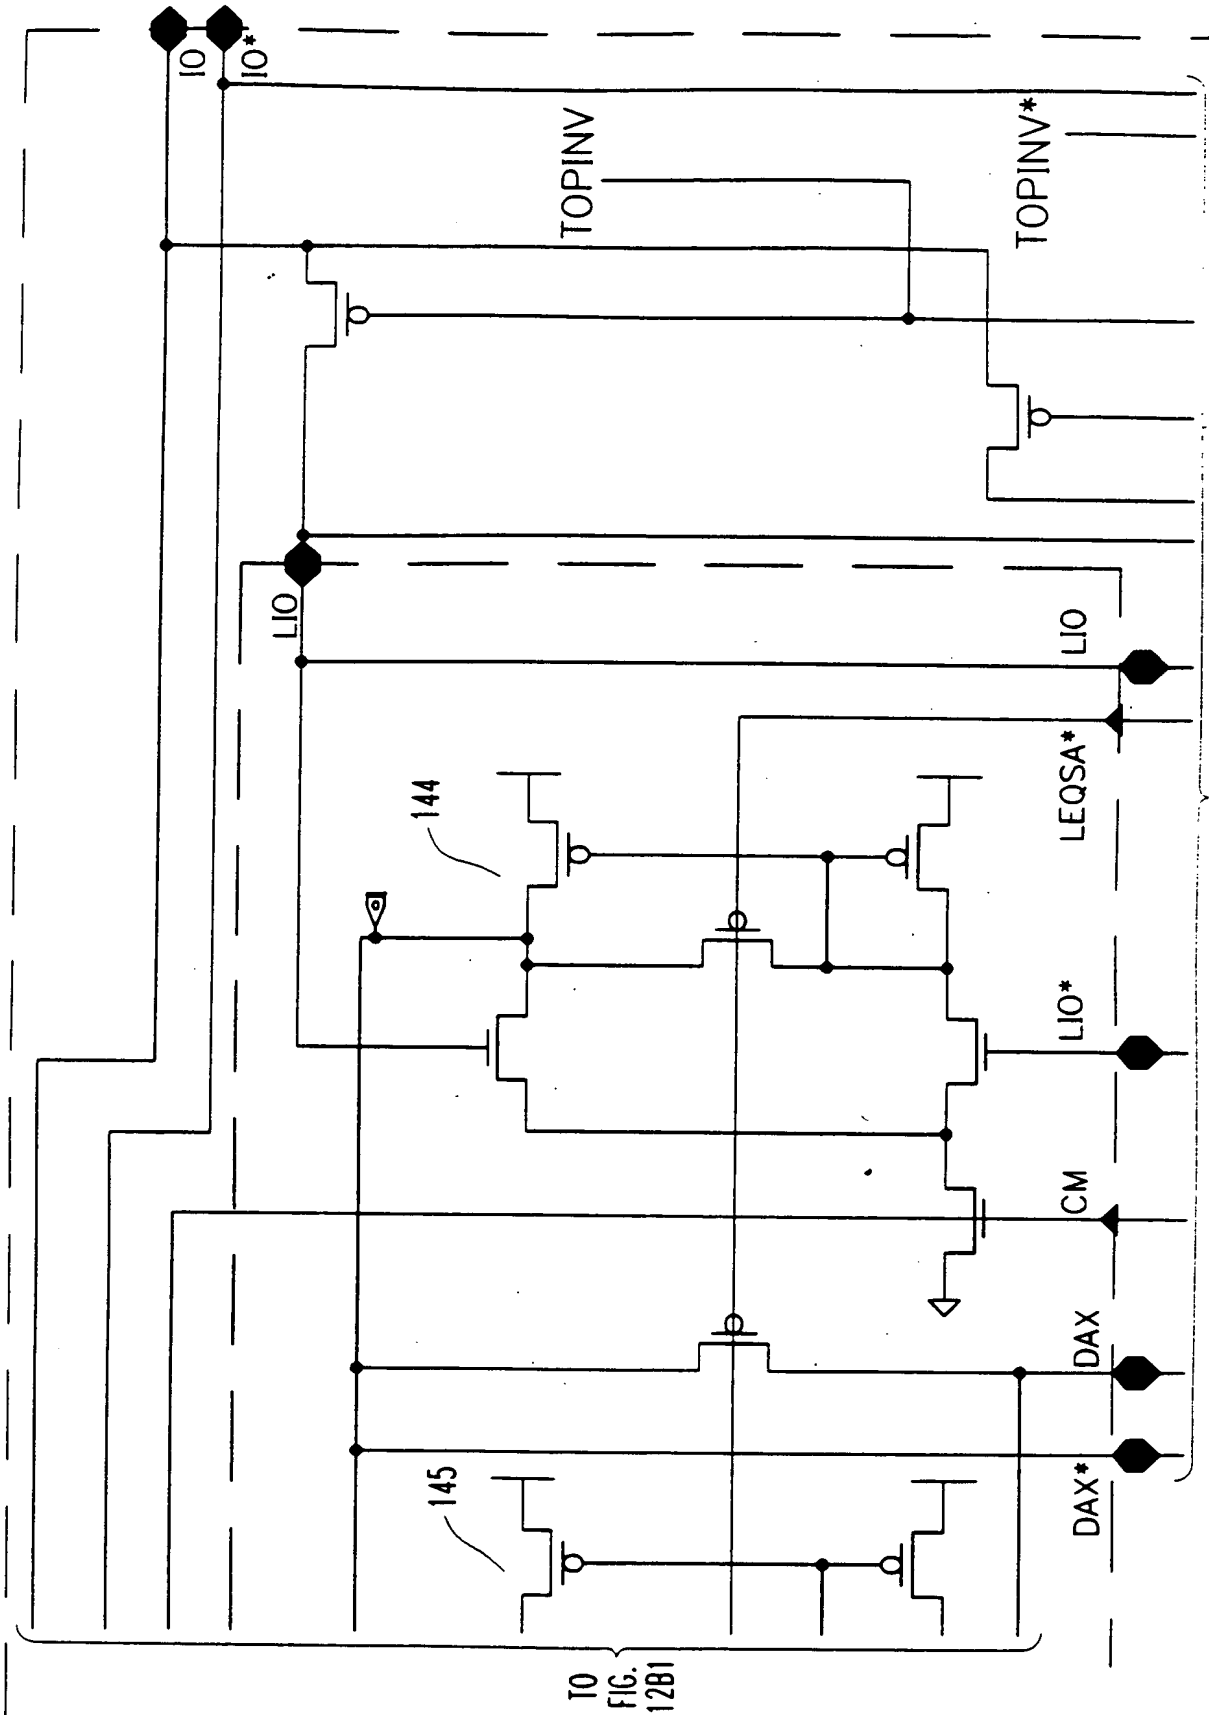 IO
IO*
TOPINV
TOPINV*
LIO
LIO
LEQSA*
144
LIO*
CM
DAX
DAX*
145
TO
FIG.
12B1